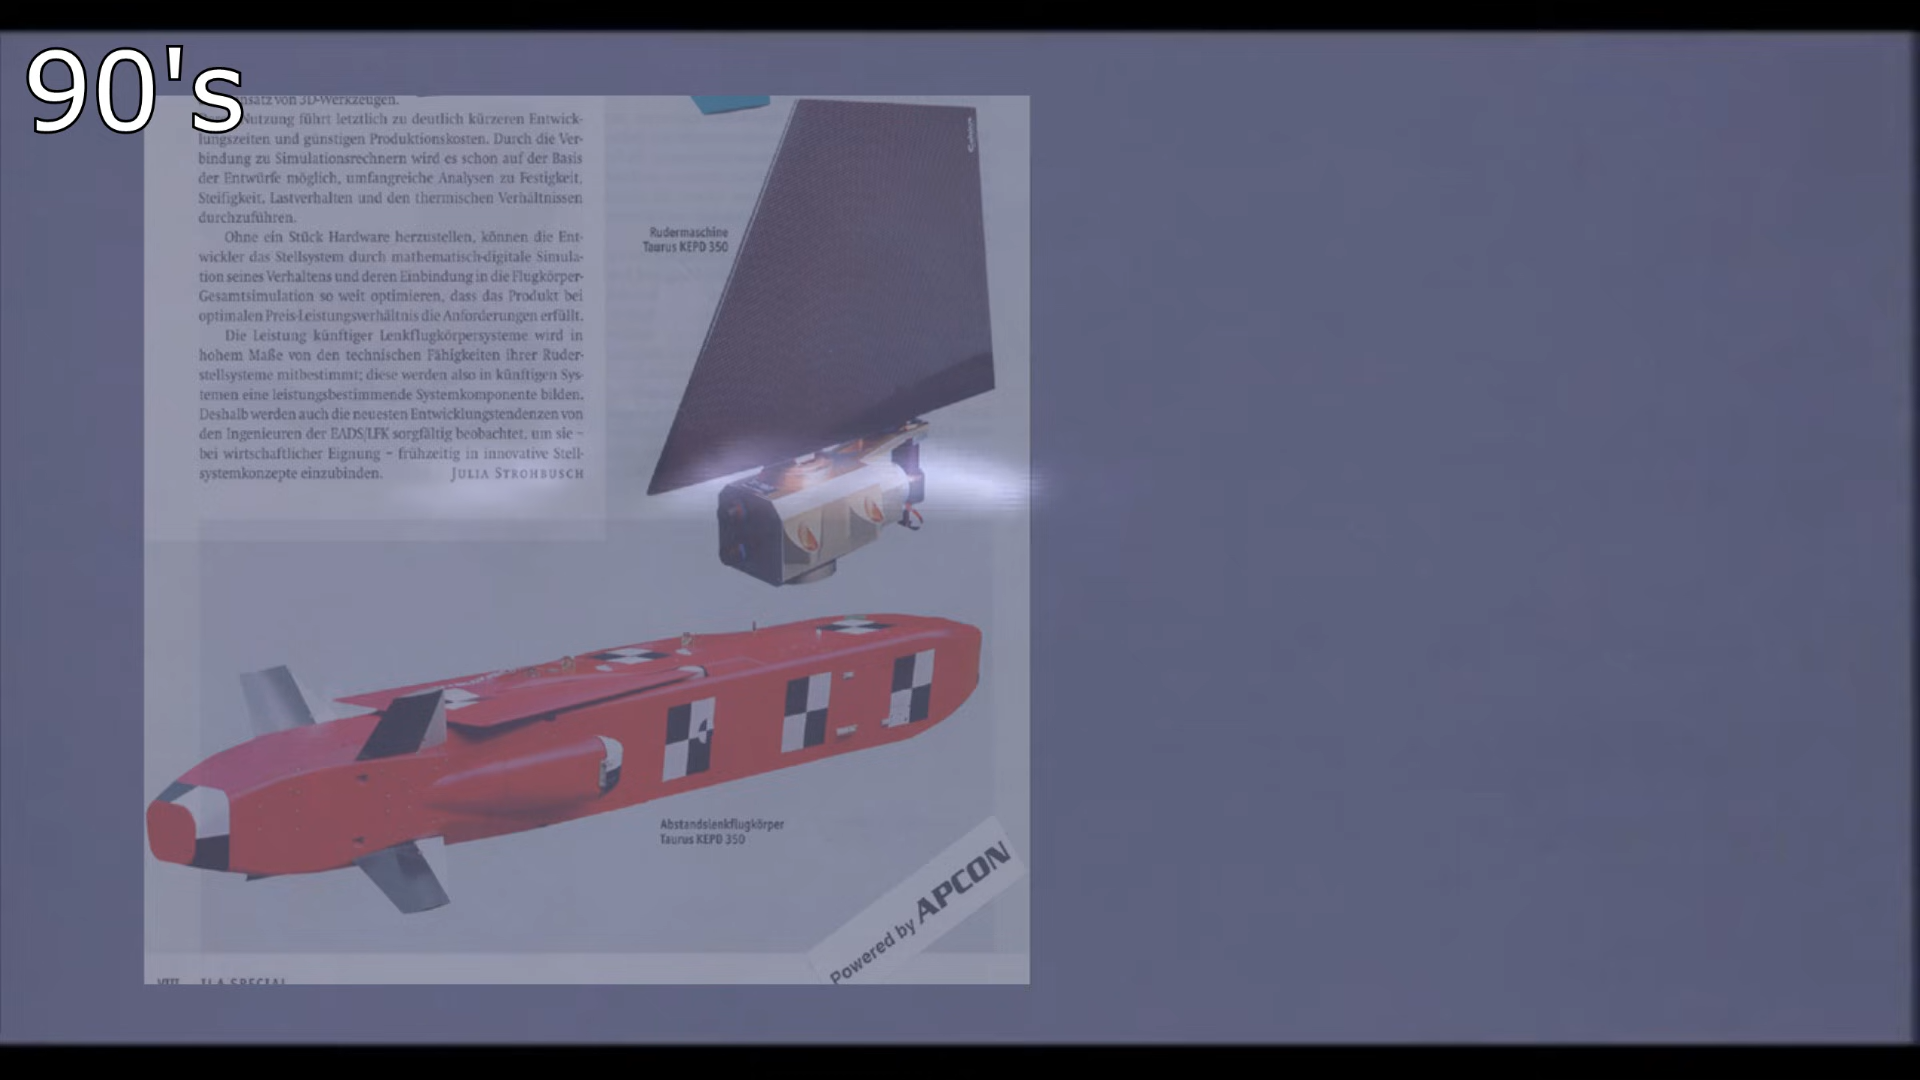 90's
nsatz von 3D-Werkzeugen.
Nutzung führt letztlich zu deutlich kürzeren Entwick-
lungszeiten und günstigen Produktionskosten. Durch die Ver-
bindung zu Simulationsrechnern wird es schon auf der Basis
der Entwürfe möglich, umfangreiche Analysen zu Festigkeit,
Steifigkeit, Lastverhalten und den thermischen Verhältnissen
durchzuführen.
Ohne ein Stück Hardware herzustellen, können die Ent-
wickler das Stellsystem durch mathematisch-digitale Simula-
tion seines Verhaltens und deren Einbindung in die Flugkörper-
Gesamtsimulation so weit optimieren, dass das Produkt bei
optimalen Preis-Leistungsverhältnis die Anforderungen erfüllt.
Die Leistung künftiger Lenkflugkörpersysteme wird in
hohem Maße von den technischen Fähigkeiten ihrer Ruder-
stellsysteme mitbestimmt; diese werden also in künftigen Sys-
temen eine leistungsbestimmende Systemkomponente bilden.
Deshalb werden auch die neuesten Entwicklungstendenzen von
den Ingenieuren der EADS/LFK sorgfältig beobachtet, um sie –
bei wirtschaftlicher Eignung – frühzeitig in innovative Stell-
systemkonzepte einzubinden. JULIA STROHBUSCH
Rudermaschine
Taurus KEPD 350
Abstandslenkflugkörper
Taurus KEPD 350
Powered by APCON
VIII ILA SPECIAL